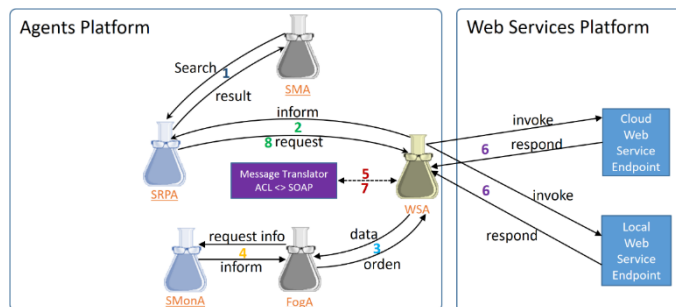 Agents Platform
Web Services Platform
Search
1
result
SMA
inform
2
8 request
SRPA
Message Translator
ACL <> SOAP
5
7
WSA
invoke
6
respond
Cloud
Web
Service
Endpoint
invoke
6
respond
Local
Web
Service
Endpoint
request info
4
inform
data
3
orden
SMonA
FogA